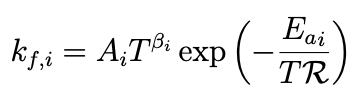 $k_{f,i} = A_i T^{\beta_i} \exp\left(-\frac{E_{ai}}{T\mathcal{R}}\right)$